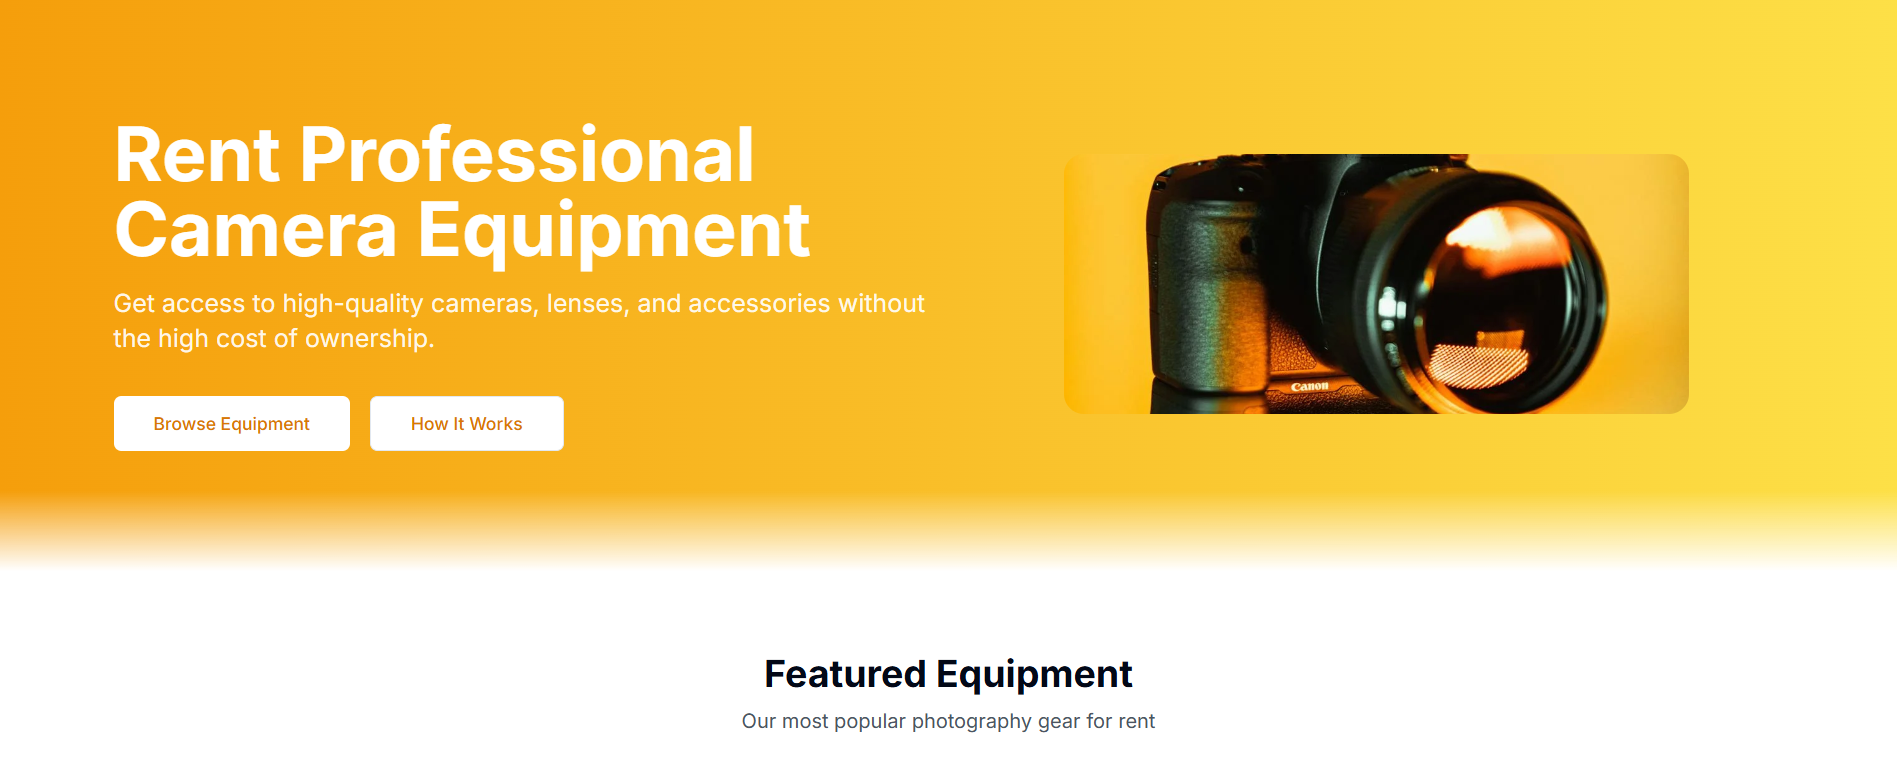 Rent Professional
Camera Equipment
Get access to high-quality cameras, lenses, and accessories without
the high cost of ownership.
Browse Equipment
How It Works
Canon
Featured Equipment
Our most popular photography gear for rent